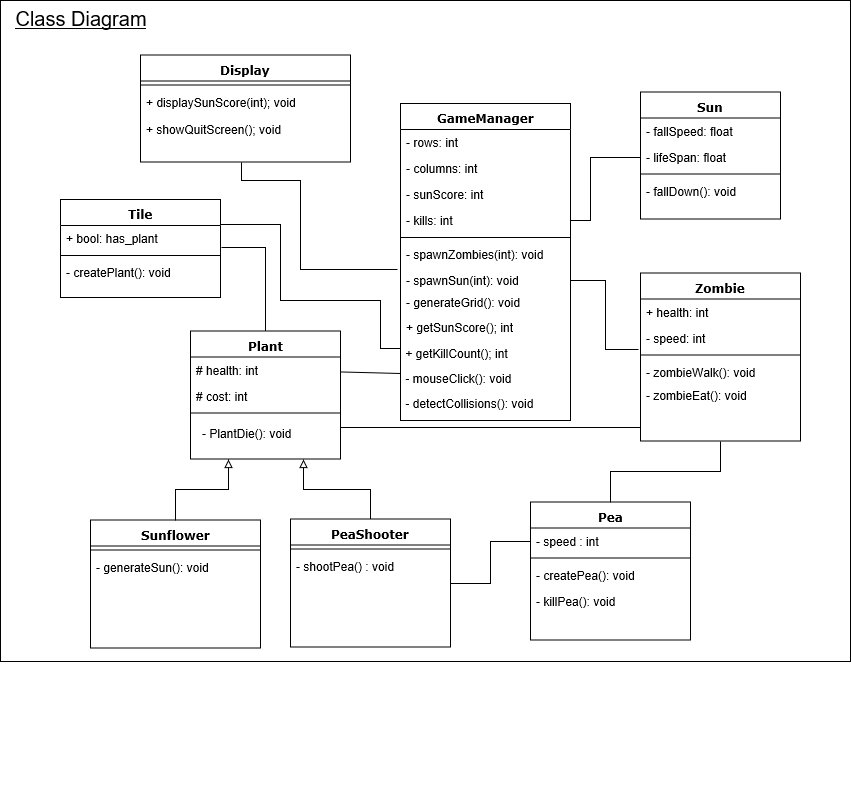 Class Diagram
Display
+ displaySunScore(int); void
+ showQuitScreen(); void
GameManager
- rows: int
- columns: int
- sunScore: int
- kills: int
- spawnZombies(int): void
- spawnSun(int): void
- generateGrid(): void
+ getSunScore(); int
+ getKillCount(); int
- mouseClick(): void
- detectCollisions(): void
Sun
- fallSpeed: float
- lifeSpan: float
- fallDown(): void
Tile
+ bool: has_plant
- createPlant(): void
Zombie
+ health: int
- speed: int
- zombieWalk(): void
- zombieEat(): void
Plant
# health: int
# cost: int
- PlantDie(): void
Sunflower
- generateSun(): void
PeaShooter
- shootPea() : void
Pea
- speed : int
- createPea(): void
- killPea(): void